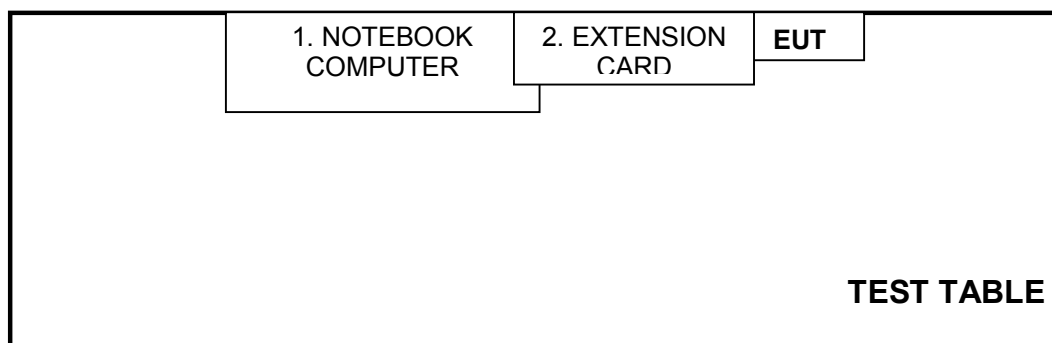 1. NOTEBOOK
COMPUTER
2. EXTENSION
CARD
EUT
TEST TABLE